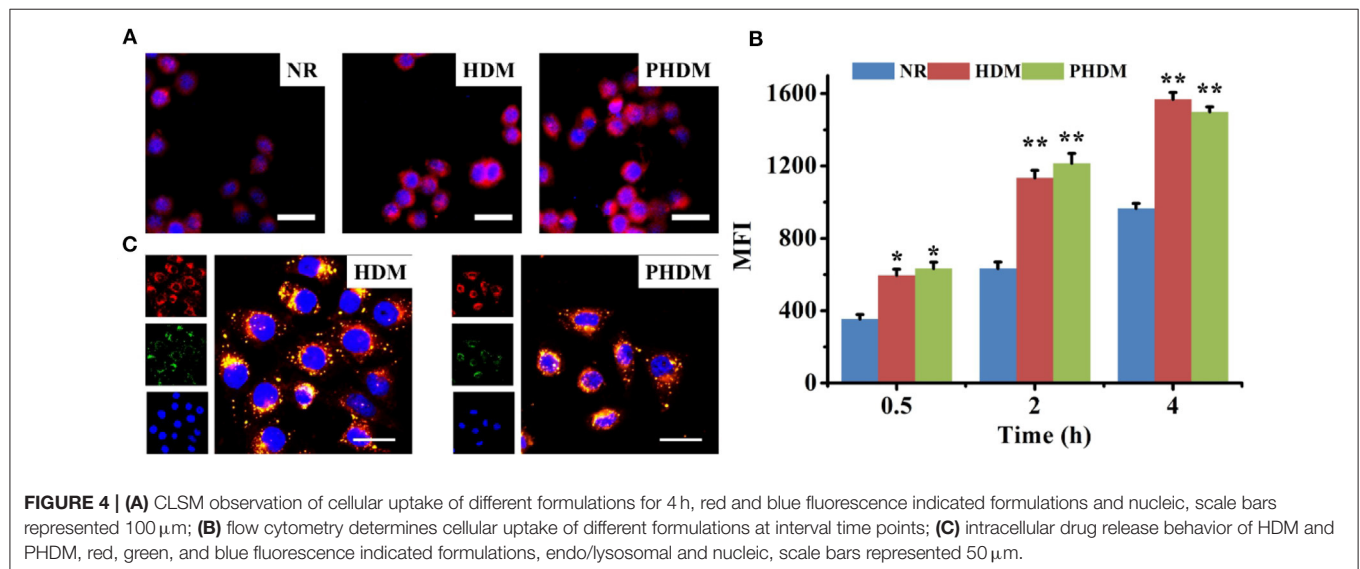 A
NR
HDM
PHDM
B
NR HDM PHDM
1600
1200
800
400
0
MFI
* *
** **
** **
0.5 2 4
Time (h)
C
HDM
PHDM
FIGURE 4 | (A) CLSM observation of cellular uptake of different formulations for 4 h, red and blue fluorescence indicated formulations and nucleic, scale bars
represented 100 μm; (B) flow cytometry determines cellular uptake of different formulations at interval time points; (C) intracellular drug release behavior of HDM and
PHDM, red, green, and blue fluorescence indicated formulations, endo/lysosomal and nucleic, scale bars represented 50 μm.